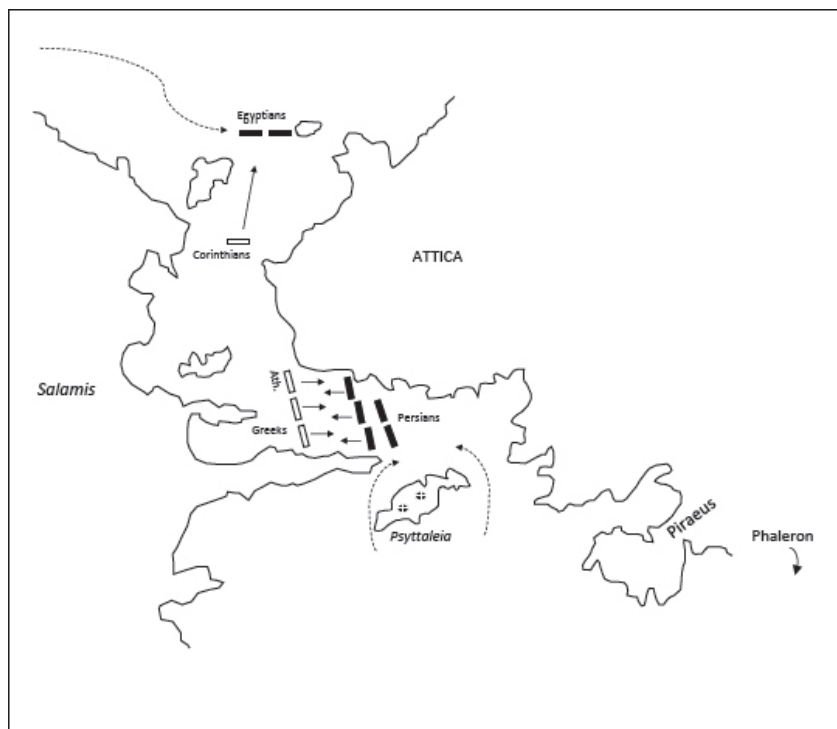 Egyptians
Corinthians
ATTICA
Salamis
Ath.
Greeks
Persians
Psyttaleia
Piraeus
Phaleron